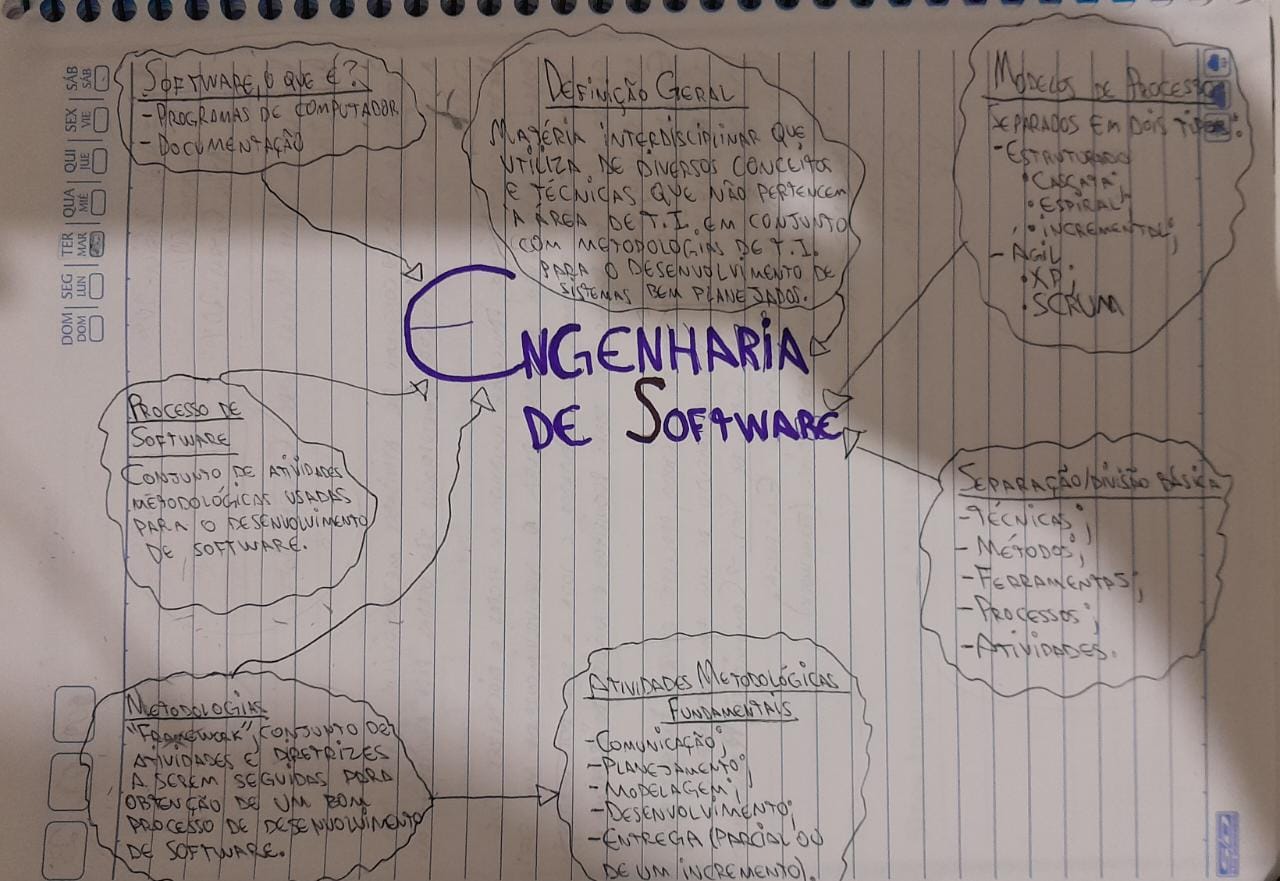 SOFTWARE, O QUE É?
- PROGRAMAS DE COMPUTADOR
- DOCUMENTAÇÃO
DEFINIÇÃO GERAL
MATÉRIA INTERDISCIPLINAR QUE
UTILIZA DE DIVERSOS CONCEITOS
E TÉCNICAS QUE NÃO PERTENCEM
A ÁREA DE T.I. EM CONJUNTO
COM METODOLOGIAS DE T.I.
PARA O DESENVOLVIMENTO DE
SISTEMAS BEM PLANEJADOS.
MODELOS DE PROCESSO
SEPARADOS EM DOIS TIPOS:
- ESTRUTURADO
• CASCATA;
• ESPIRAL;
• INCREMENTAL;
- ÁGIL
• XP;
• SCRUM
ENGENHARIA
DE SOFTWARE
PROCESSO DE
SOFTWARE
CONJUNTO DE ATIVIDADES
METODOLÓGICAS USADAS
PARA O DESENVOLVIMENTO
DE SOFTWARE.
SEPARAÇÃO/DIVISÃO BÁSICA
- TÉCNICAS;
- MÉTODOS;
- FERRAMENTAS;
- PROCESSOS;
- ATIVIDADES.
METODOLOGIAS
"FRAMEWORK", CONJUNTO DE
ATIVIDADES E DIRETRIZES
A SEREM SEGUIDAS PARA
OBTENÇÃO DE UM BOM
PROCESSO DE DESENVOLVIMENTO
DE SOFTWARE.
ATIVIDADES METODOLÓGICAS
FUNDAMENTAIS
- COMUNICAÇÃO;
- PLANEJAMENTO;
- MODELAGEM;
- DESENVOLVIMENTO;
- ENTREGA (PARCIAL OU
DE UM INCREMENTO).
SÁB SÁB
SEX VIE
QUI JUE
QUA MIÉ
TER MAR
SEG LUN
DOM DOM